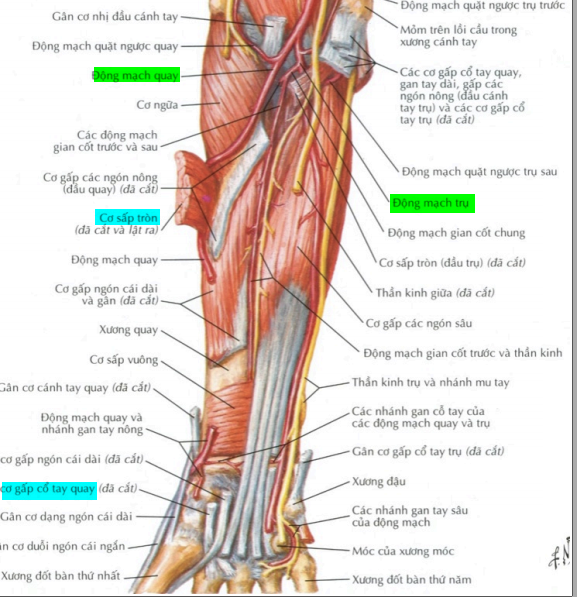 Gân cơ nhị đầu cánh tay
Động mạch quặt ngược quay
Động mạch quay
Cơ ngửa
Các động mạch
gian cốt trước và sau
Cơ gấp các ngón nông
(đầu quay) (đã cắt)
Cơ sấp tròn
(đã cắt và lật ra)
Động mạch quay
Cơ gấp ngón cái dài
và gân (đã cắt)
Xương quay
Cơ sấp vuông
Gân cơ cánh tay quay (đã cắt)
Động mạch quay và
nhánh gan tay nông
cơ gấp ngón cái dài (đã cắt)
cơ gấp cổ tay quay (đã cắt)
Gân cơ dạng ngón cái dài
cơ duỗi ngón cái ngắn
Xương đốt bàn thứ nhất
Động mạch quặt ngược trụ trước
Mỏm trên lồi cầu trong
xương cánh tay
Các cơ gấp cổ tay quay,
gan tay dài, gấp các
ngón nông (đầu cánh
tay trụ) và các cơ gấp cổ
tay trụ (đã cắt)
Động mạch quặt ngược trụ sau
Động mạch trụ
Động mạch gian cốt chung
Cơ sấp tròn (đầu trụ) (đã cắt)
Thần kinh giữa (đã cắt)
Cơ gấp các ngón sâu
Động mạch gian cốt trước và thần kinh
Thần kinh trụ và nhánh mu tay
Các nhánh gan cổ tay của
các động mạch quay và trụ
Gân cơ gấp cổ tay trụ (đã cắt)
Xương đậu
Các nhánh gan tay sâu
của động mạch
Móc của xương móc
Xương đốt bàn thứ năm